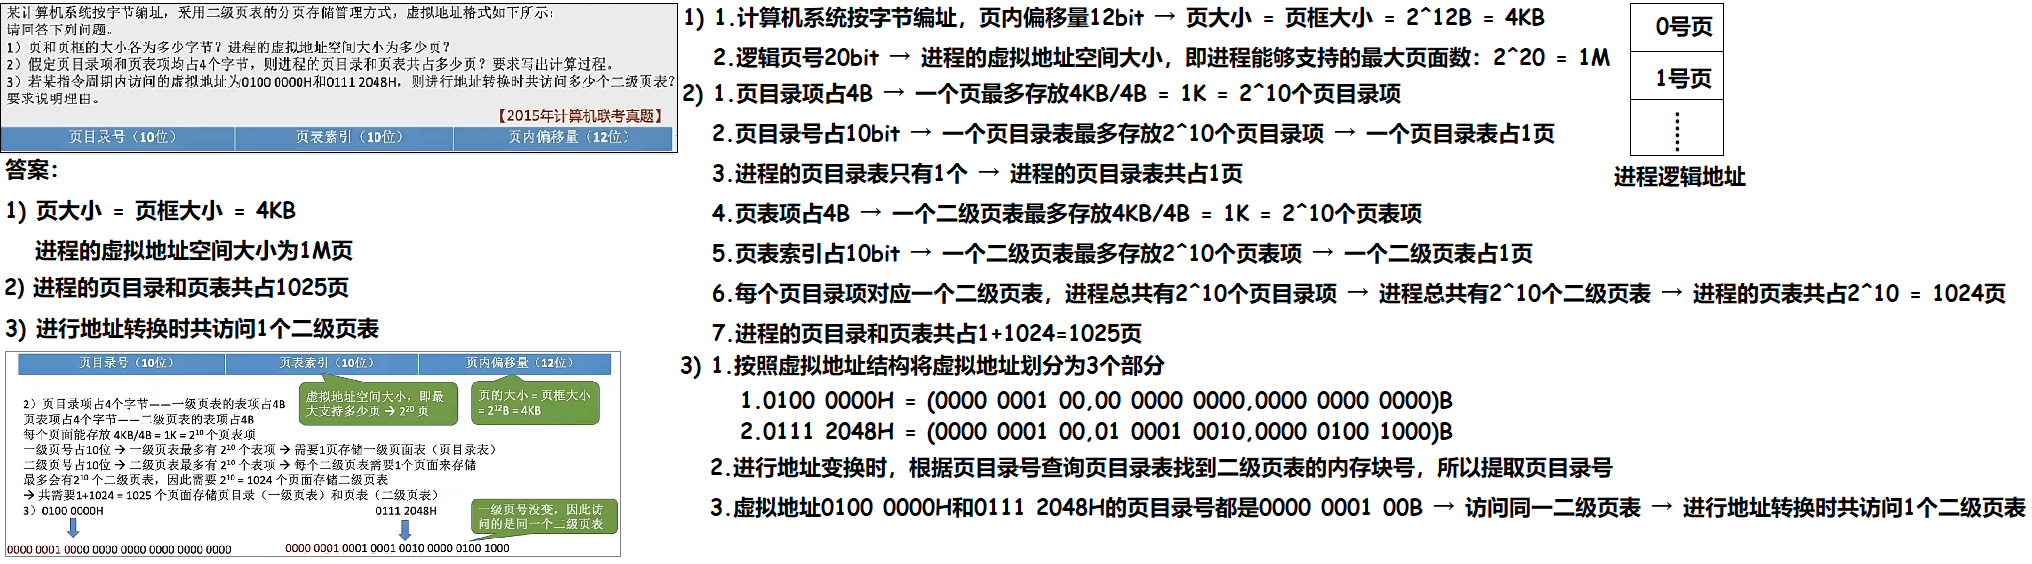 某计算机系统按字节编址，采用二级页表的分页存储管理方式，虚拟地址格式如下所示：
请回答下列问题。
1）页和页框的大小各为多少字节？进程的虚拟地址空间大小为多少页？
2）假定页目录项和页表项均占4个字节，则进程的页目录和页表共占多少页？要求写出计算过程。
3）若某指令周期内访问的虚拟地址为0100 0000H和0111 2048H，则进行地址转换时共访问多少个二级页表？
要求说明理由。
【2015年计算机联考真题】
页目录号（10位） 页表索引（10位） 页内偏移量（12位）
答案：
1) 页大小 = 页框大小 = 4KB
进程的虚拟地址空间大小为1M页
2) 进程的页目录和页表共占1025页
3) 进行地址转换时共访问1个二级页表
页目录号（10位） 页表索引（10位） 页内偏移量（12位）
虚拟地址空间大小，即最
大支持多少页 → 2^20 页
页的大小 = 页框大小
= 2^12B = 4KB
2）页目录项占4个字节——一级页表的表项占4B
页表项占4个字节——二级页表的表项占4B
每个页面能存放 4KB/4B = 1K = 2^10 个页表项
一级页号占10位 → 一级页表最多有 2^10 个表项 → 需要1页存储一级页面表（页目录表）
二级页号占10位 → 二级页表最多有 2^10 个表项 → 每个二级页表需要1个页面来存储
最多会有2^10 个二级页表，因此需要 2^10 = 1024 个页面存储二级页表
→ 共需要1+1024 = 1025 个页面存储页目录（一级页表）和页表（二级页表）
3）0100 0000H 0111 2048H
一级页号没变，因此访
问的是同一个二级页表
0000 0001 0000 0000 0000 0000 0000 0000 0000 0001 0001 0001 0010 0000 0100 1000
1) 1.计算机系统按字节编址，页内偏移量12bit → 页大小 = 页框大小 = 2^12B = 4KB
2.逻辑页号20bit → 进程的虚拟地址空间大小，即进程能够支持的最大页面数：2^20 = 1M
2) 1.页目录项占4B → 一个页最多存放4KB/4B = 1K = 2^10个页目录项
2.页目录号占10bit → 一个页目录表最多存放2^10个页目录项 → 一个页目录表占1页
3.进程的页目录表只有1个 → 进程的页目录表共占1页
4.页表项占4B → 一个二级页表最多存放4KB/4B = 1K = 2^10个页表项
5.页表索引占10bit → 一个二级页表最多存放2^10个页表项 → 一个二级页表占1页
6.每个页目录项对应一个二级页表，进程总共有2^10个页目录项 → 进程总共有2^10个二级页表 → 进程的页表共占2^10 = 1024页
7.进程的页目录和页表共占1+1024=1025页
3) 1.按照虚拟地址结构将虚拟地址划分为3个部分
1.0100 0000H = (0000 0001 00,00 0000 0000,0000 0000 0000)B
2.0111 2048H = (0000 0001 00,01 0001 0010,0000 0100 1000)B
2.进行地址变换时，根据页目录号查询页目录表找到二级页表的内存块号，所以提取页目录号
3.虚拟地址0100 0000H和0111 2048H的页目录号都是0000 0001 00B → 访问同一二级页表 → 进行地址转换时共访问1个二级页表
0号页
1号页
⋮
进程逻辑地址